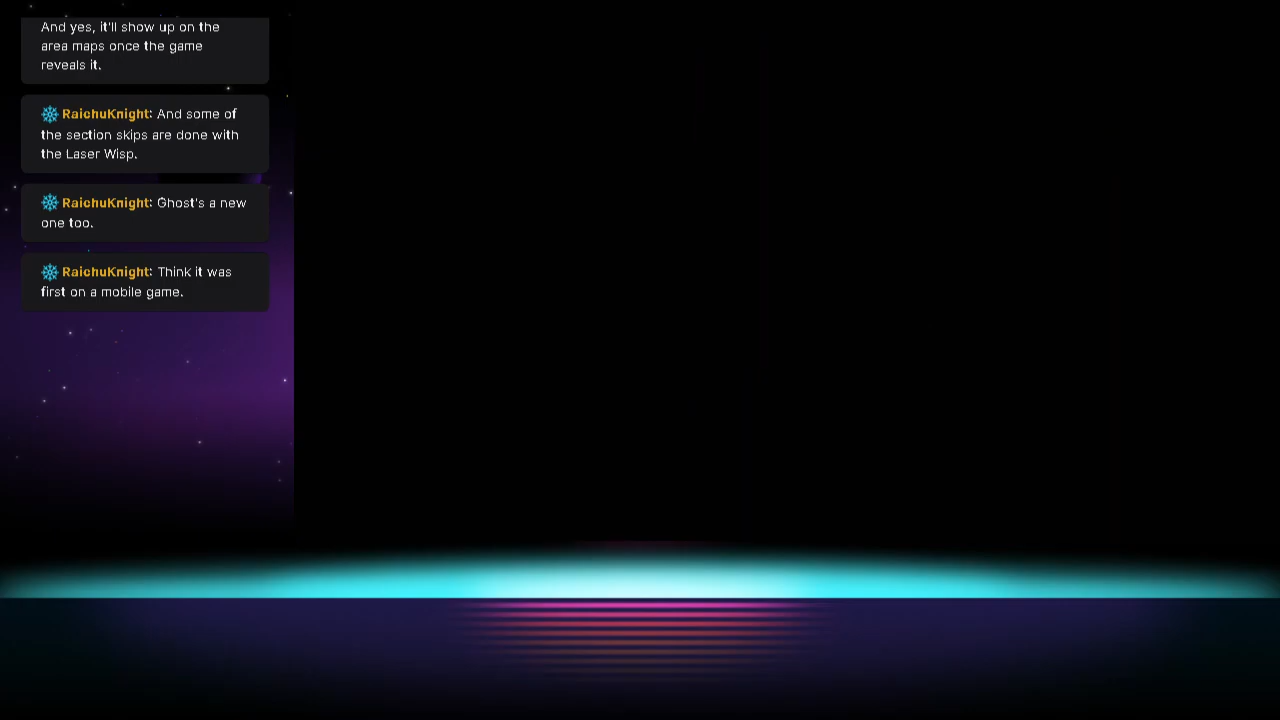 And yes, it'll show up on the
area maps once the game
reveals it.
RaichuKnight: And some of
the section skips are done with
the Laser Wisp.
RaichuKnight: Ghost's a new
one too.
RaichuKnight: Think it was
first on a mobile game.